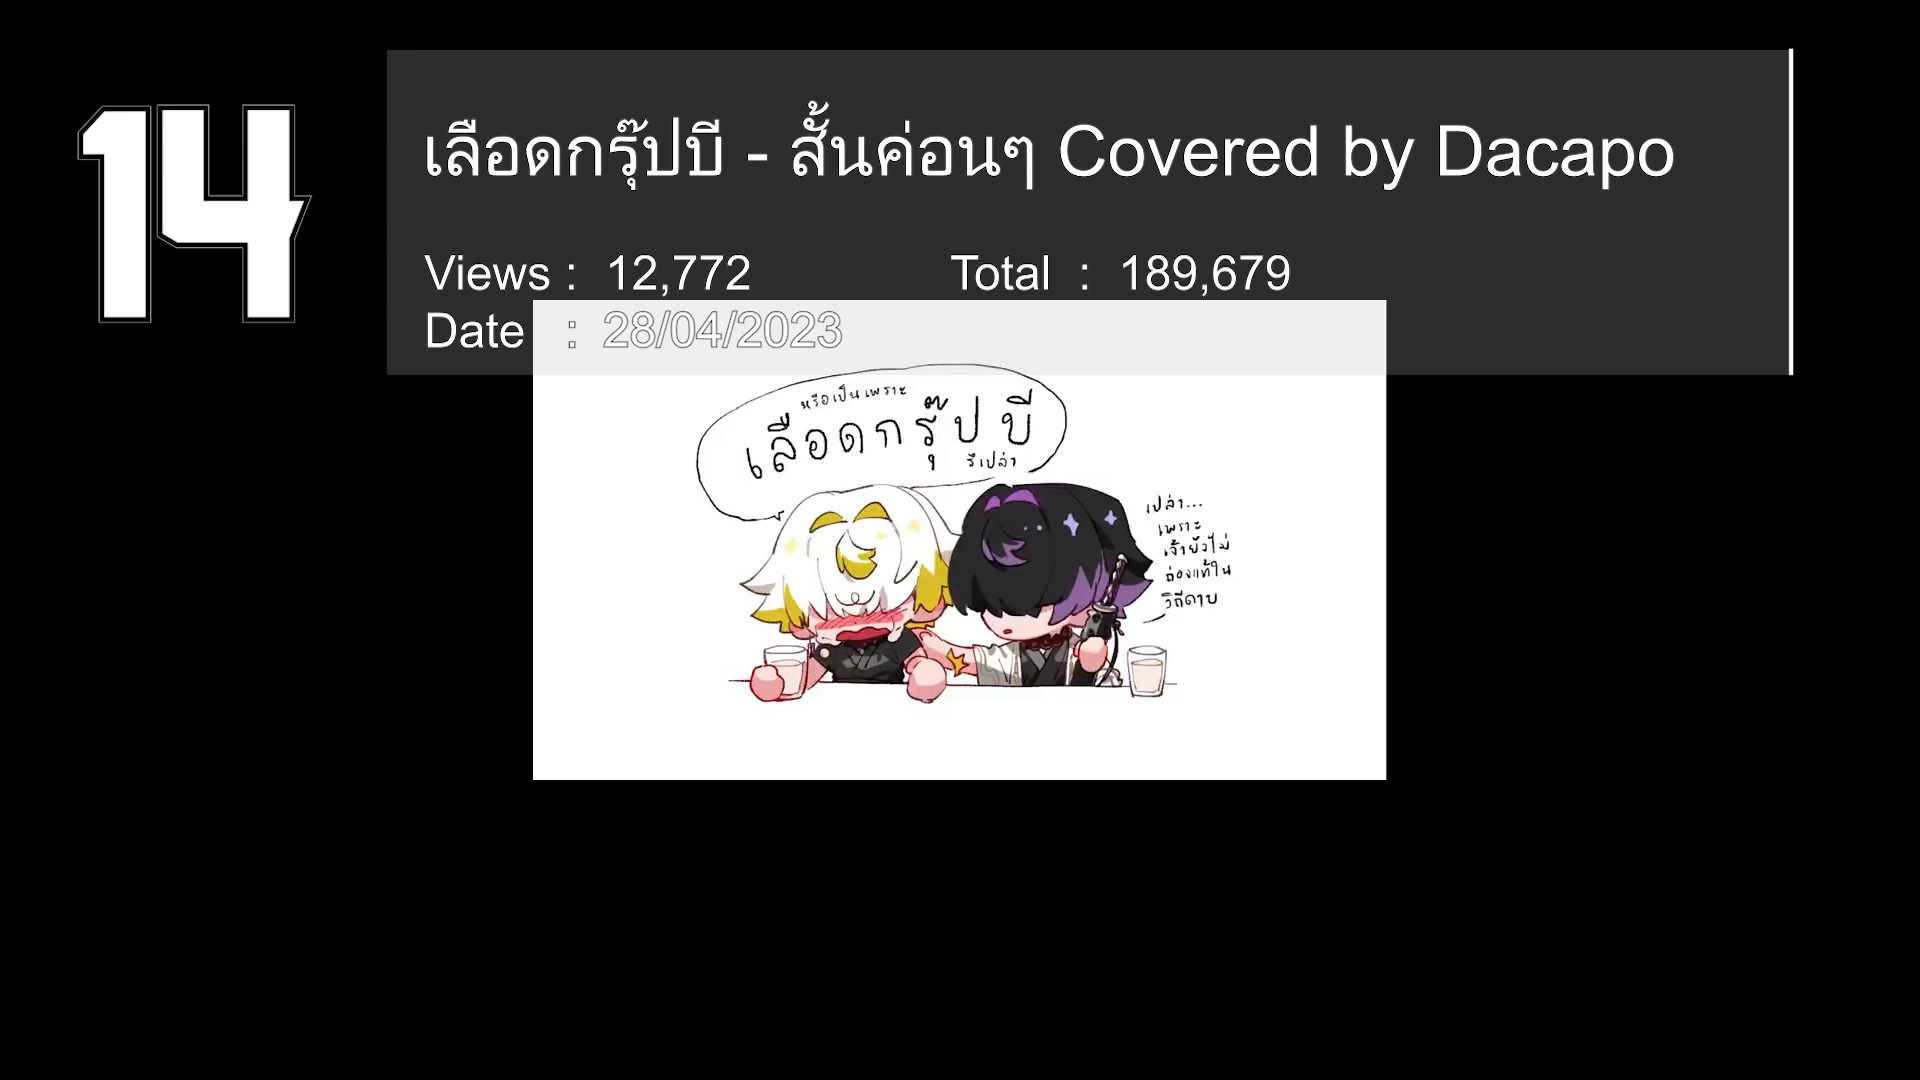 14
เลือดกรุ๊ปบี - สั้นค่อนๆ Covered by Dacapo
Views : 12,772 Total : 189,679
Date : 28/04/2023
หรือเป็นเพราะ
เลือดกรุ๊ปบี
รึเปล่า
เปล่า...
เพราะ
เจ้ายังไม่
ถ่องแท้ใน
วิถีดาบ